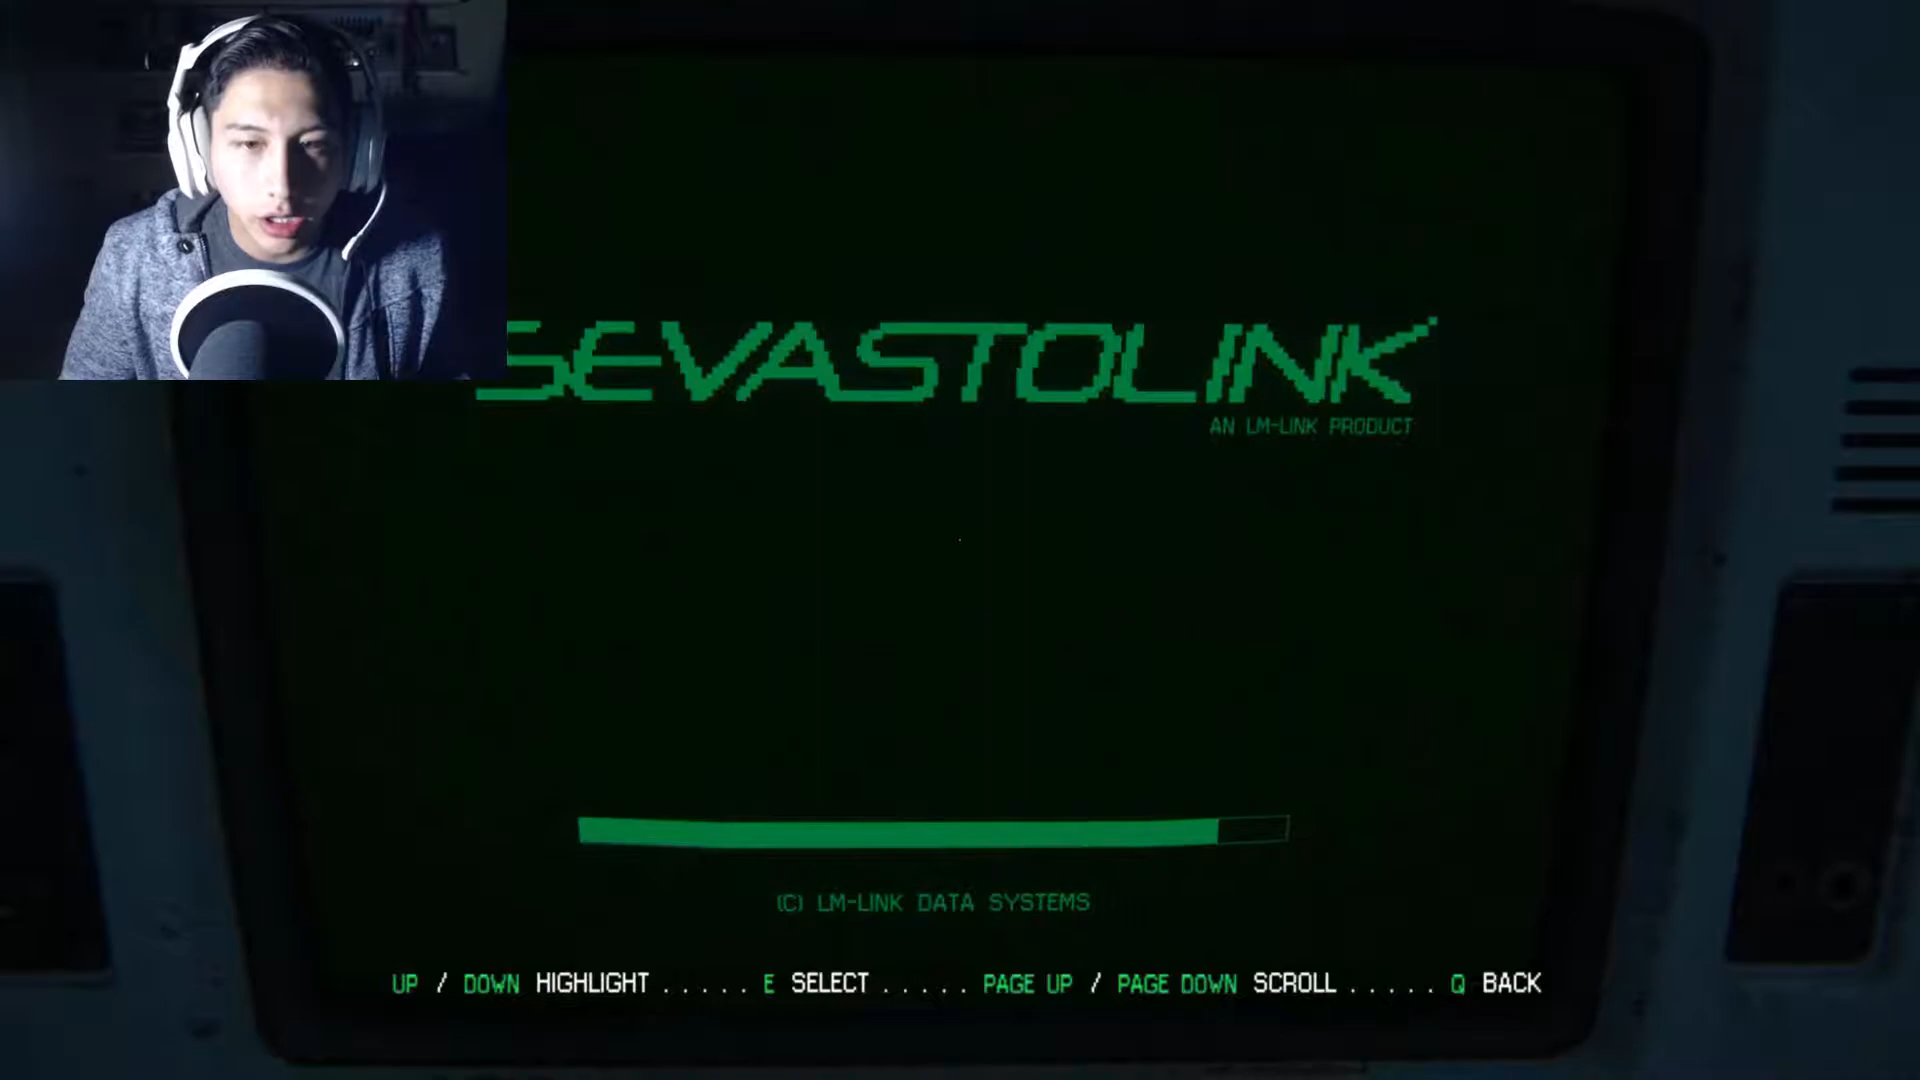 SEVASTOLINK
AN LM-LINK PRODUCT
(C) LM-LINK DATA SYSTEMS
UP / DOWN HIGHLIGHT ..... E SELECT ..... PAGE UP / PAGE DOWN SCROLL ..... Q BACK